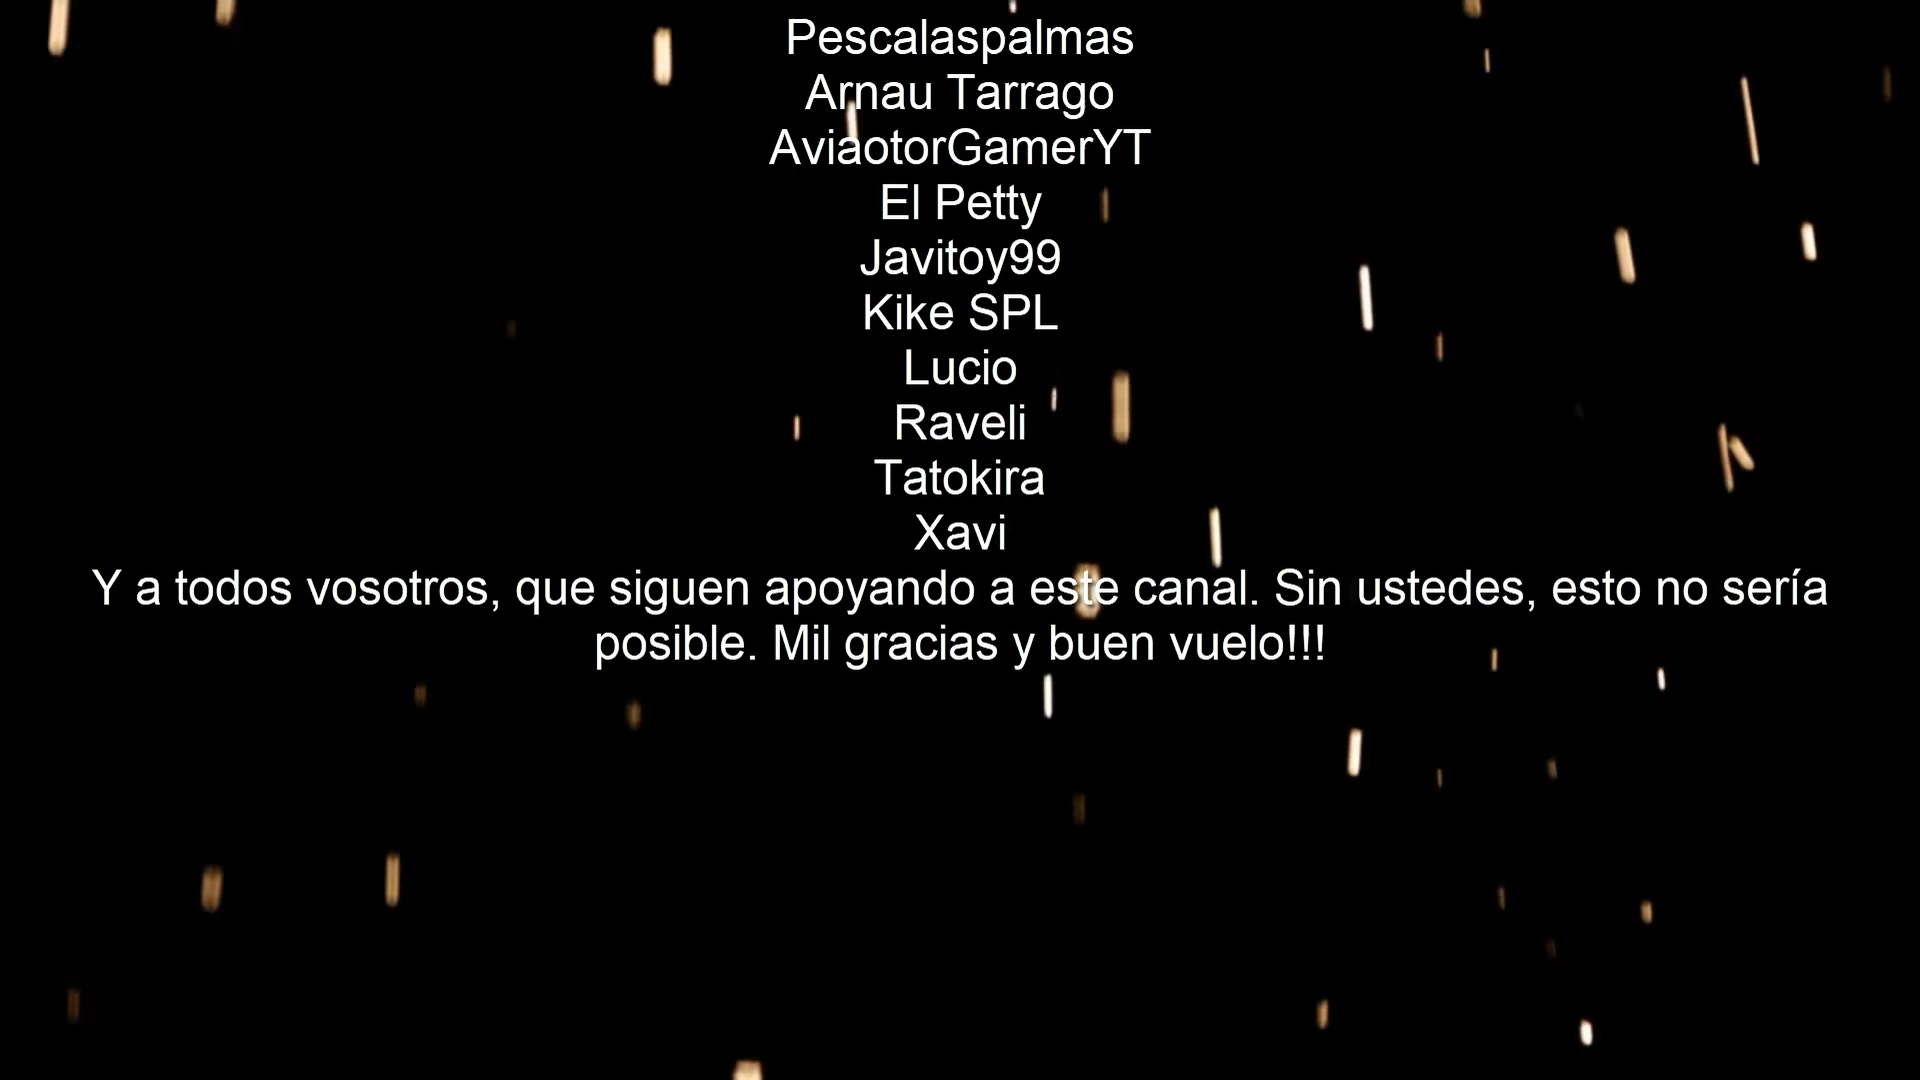 Pescalaspalmas
Arnau Tarrago
AviaotorGamerYT
El Petty
Javitoy99
Kike SPL
Lucio
Raveli
Tatokira
Xavi
Y a todos vosotros, que siguen apoyando a este canal. Sin ustedes, esto no sería
posible. Mil gracias y buen vuelo!!!